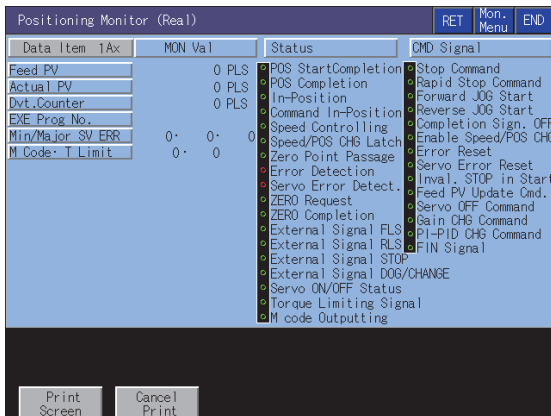 Positioning Monitor (Real) RET Mon. Menu END
Data Item 1Ax MON Val Status CMD Signal
Feed PV 0 PLS
Actual PV 0 PLS
Dvt.Counter 0 PLS
EXE Prog No.
Min/Major SV ERR 0· 0· 0
M Code· T Limit 0· 0
POS StartCompletion
POS Completion
In-Position
Command In-Position
Speed Controlling
Speed/POS CHG Latch
Zero Point Passage
Error Detection
Servo Error Detect.
ZERO Request
ZERO Completion
External Signal FLS
External Signal RLS
External Signal STOP
External Signal DOG/CHANGE
Servo ON/OFF Status
Torque Limiting Signal
M code Outputting
Stop Command
Rapid Stop Command
Forward JOG Start
Reverse JOG Start
Completion Sign. OFF
Enable Speed/POS CHG
Error Reset
Servo Error Reset
Inval. STOP in Start
Feed PV Update Cmd.
Servo OFF Command
Gain CHG Command
PI-PID CHG Command
FIN Signal
Print Screen
Cancel Print